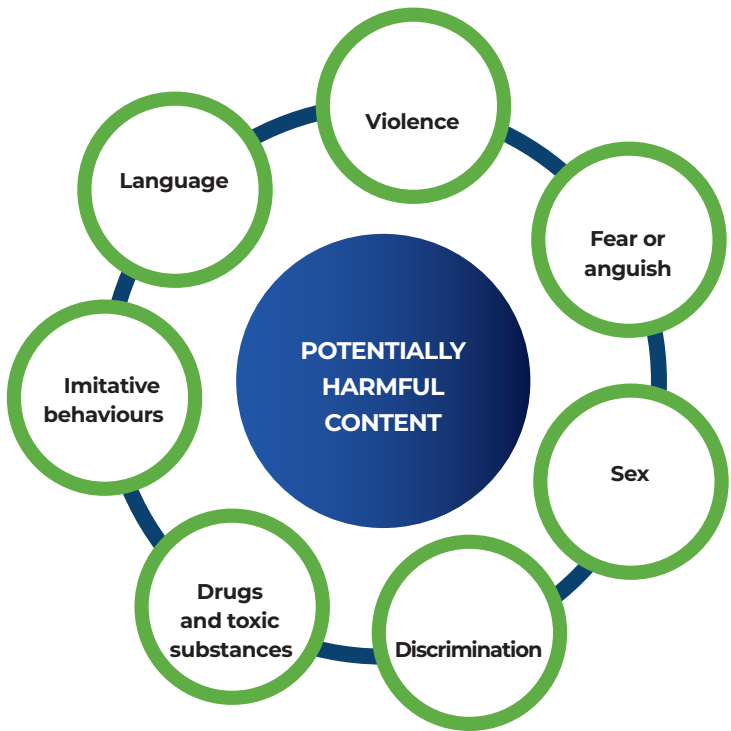 Violence
Language
Fear or
anguish
POTENTIALLY
HARMFUL
CONTENT
Imitative
behaviours
Sex
Drugs
and toxic
substances
Discrimination